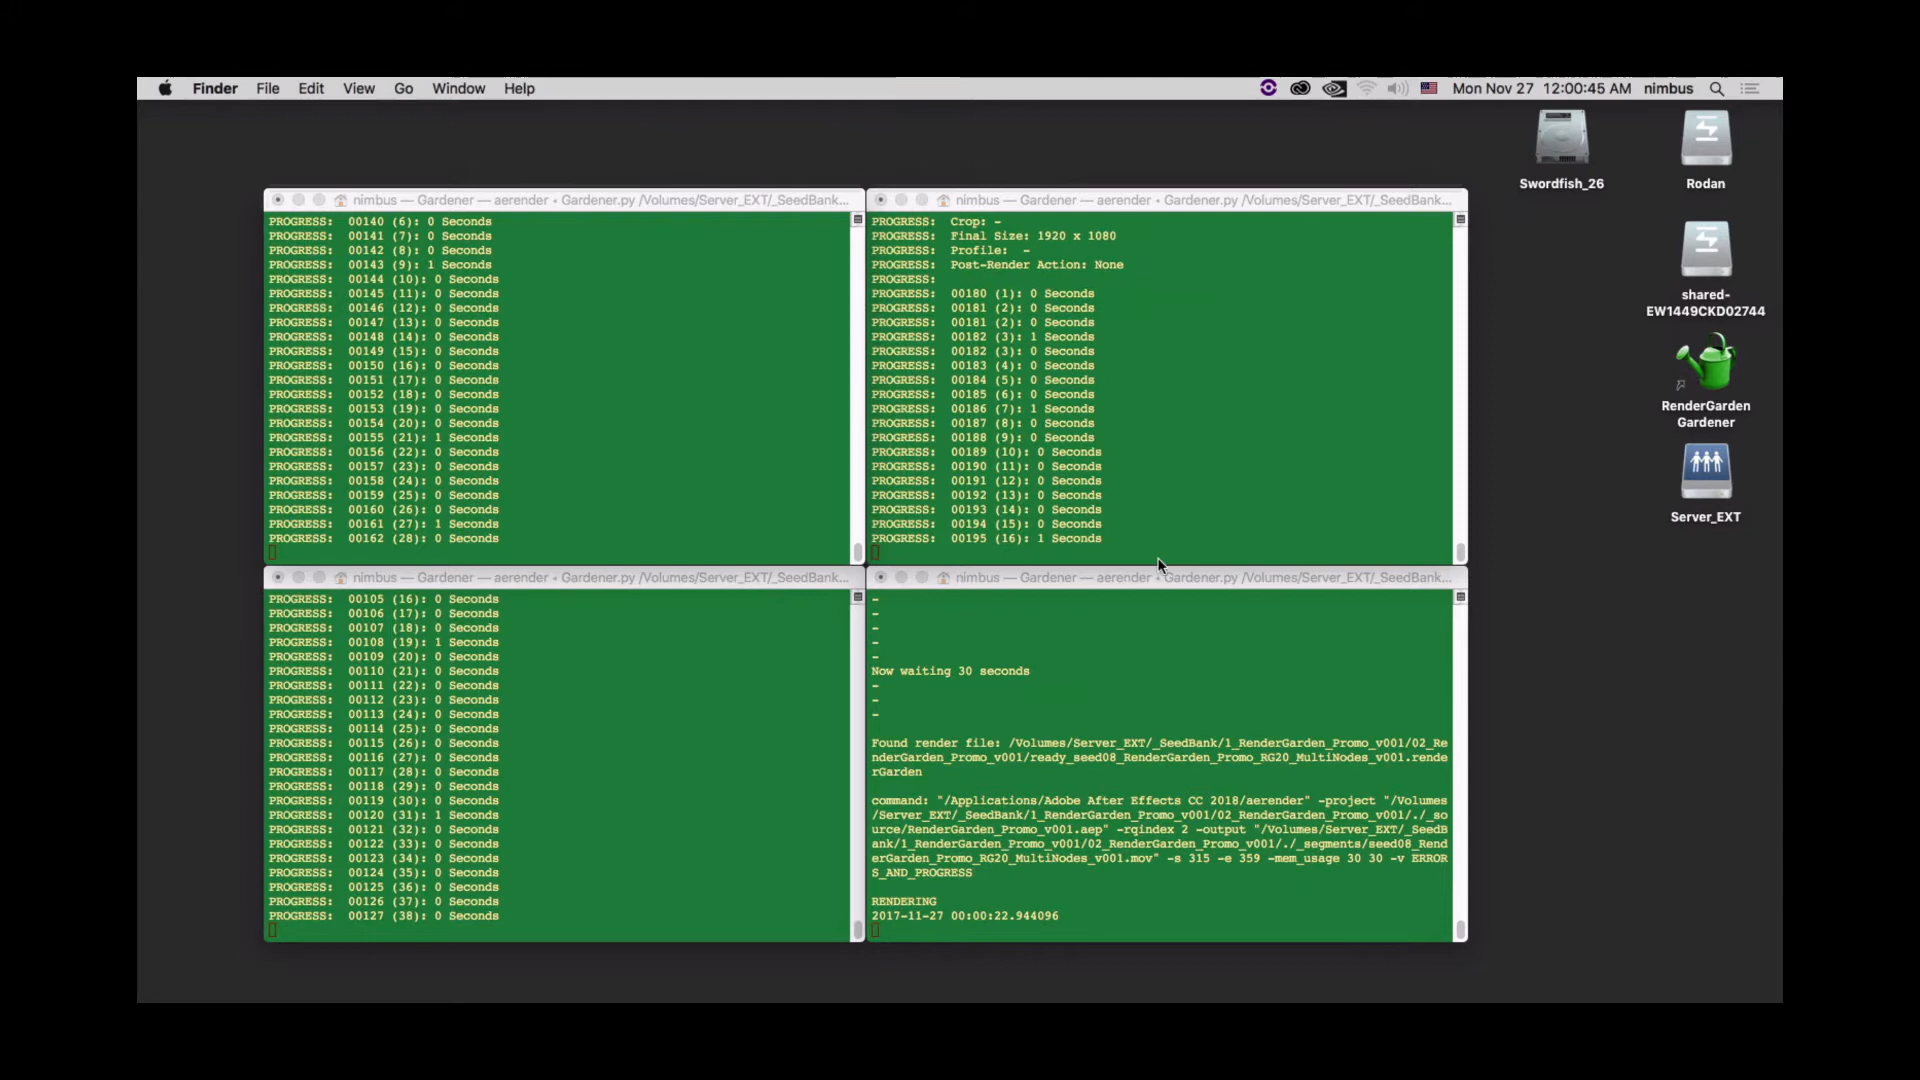 Finder File Edit View Go Window Help Mon Nov 27 12:00:45 AM nimbus
Swordfish_26
Rodan
shared-
EW1449CKD02744
RenderGarden
Gardener
Server_EXT
nimbus — Gardener — aerender • Gardener.py /Volumes/Server_EXT/_SeedBank...
PROGRESS: 00140 (6): 0 Seconds
PROGRESS: 00141 (7): 0 Seconds
PROGRESS: 00142 (8): 0 Seconds
PROGRESS: 00143 (9): 1 Seconds
PROGRESS: 00144 (10): 0 Seconds
PROGRESS: 00145 (11): 0 Seconds
PROGRESS: 00146 (12): 0 Seconds
PROGRESS: 00147 (13): 0 Seconds
PROGRESS: 00148 (14): 0 Seconds
PROGRESS: 00149 (15): 0 Seconds
PROGRESS: 00150 (16): 0 Seconds
PROGRESS: 00151 (17): 0 Seconds
PROGRESS: 00152 (18): 0 Seconds
PROGRESS: 00153 (19): 0 Seconds
PROGRESS: 00154 (20): 0 Seconds
PROGRESS: 00155 (21): 1 Seconds
PROGRESS: 00156 (22): 0 Seconds
PROGRESS: 00157 (23): 0 Seconds
PROGRESS: 00158 (24): 0 Seconds
PROGRESS: 00159 (25): 0 Seconds
PROGRESS: 00160 (26): 0 Seconds
PROGRESS: 00161 (27): 1 Seconds
PROGRESS: 00162 (28): 0 Seconds
nimbus — Gardener — aerender • Gardener.py /Volumes/Server_EXT/_SeedBank...
PROGRESS: Crop: -
PROGRESS: Final Size: 1920 x 1080
PROGRESS: Profile: -
PROGRESS: Post-Render Action: None
PROGRESS:
PROGRESS: 00180 (1): 0 Seconds
PROGRESS: 00181 (2): 0 Seconds
PROGRESS: 00181 (2): 0 Seconds
PROGRESS: 00182 (3): 1 Seconds
PROGRESS: 00182 (3): 0 Seconds
PROGRESS: 00183 (4): 0 Seconds
PROGRESS: 00184 (5): 0 Seconds
PROGRESS: 00185 (6): 0 Seconds
PROGRESS: 00186 (7): 1 Seconds
PROGRESS: 00187 (8): 0 Seconds
PROGRESS: 00188 (9): 0 Seconds
PROGRESS: 00189 (10): 0 Seconds
PROGRESS: 00190 (11): 0 Seconds
PROGRESS: 00191 (12): 0 Seconds
PROGRESS: 00192 (13): 0 Seconds
PROGRESS: 00193 (14): 0 Seconds
PROGRESS: 00194 (15): 0 Seconds
PROGRESS: 00195 (16): 1 Seconds
nimbus — Gardener — aerender • Gardener.py /Volumes/Server_EXT/_SeedBank...
PROGRESS: 00105 (16): 0 Seconds
PROGRESS: 00106 (17): 0 Seconds
PROGRESS: 00107 (18): 0 Seconds
PROGRESS: 00108 (19): 1 Seconds
PROGRESS: 00109 (20): 0 Seconds
PROGRESS: 00110 (21): 0 Seconds
PROGRESS: 00111 (22): 0 Seconds
PROGRESS: 00112 (23): 0 Seconds
PROGRESS: 00113 (24): 0 Seconds
PROGRESS: 00114 (25): 0 Seconds
PROGRESS: 00115 (26): 0 Seconds
PROGRESS: 00116 (27): 0 Seconds
PROGRESS: 00117 (28): 0 Seconds
PROGRESS: 00118 (29): 0 Seconds
PROGRESS: 00119 (30): 0 Seconds
PROGRESS: 00120 (31): 1 Seconds
PROGRESS: 00121 (32): 0 Seconds
PROGRESS: 00122 (33): 0 Seconds
PROGRESS: 00123 (34): 0 Seconds
PROGRESS: 00124 (35): 0 Seconds
PROGRESS: 00125 (36): 0 Seconds
PROGRESS: 00126 (37): 0 Seconds
PROGRESS: 00127 (38): 0 Seconds
nimbus — Gardener — aerender • Gardener.py /Volumes/Server_EXT/_SeedBank...
-
-
-
-
-
Now waiting 30 seconds
-
-
-
Found render file: /Volumes/Server_EXT/_SeedBank/1_RenderGarden_Promo_v001/02_Re
nderGarden_Promo_v001/ready_seed08_RenderGarden_Promo_RG20_MultiNodes_v001.rende
rGarden
command: "/Applications/Adobe After Effects CC 2018/aerender" -project "/Volumes
/Server_EXT/_SeedBank/1_RenderGarden_Promo_v001/02_RenderGarden_Promo_v001/./_so
urce/RenderGarden_Promo_v001.aep" -rqindex 2 -output "/Volumes/Server_EXT/_SeedB
ank/1_RenderGarden_Promo_v001/02_RenderGarden_Promo_v001/./_segments/seed08_Rend
erGarden_Promo_RG20_MultiNodes_v001.mov" -s 315 -e 359 -mem_usage 30 30 -v ERROR
S_AND_PROGRESS
RENDERING
2017-11-27 00:00:22.944096